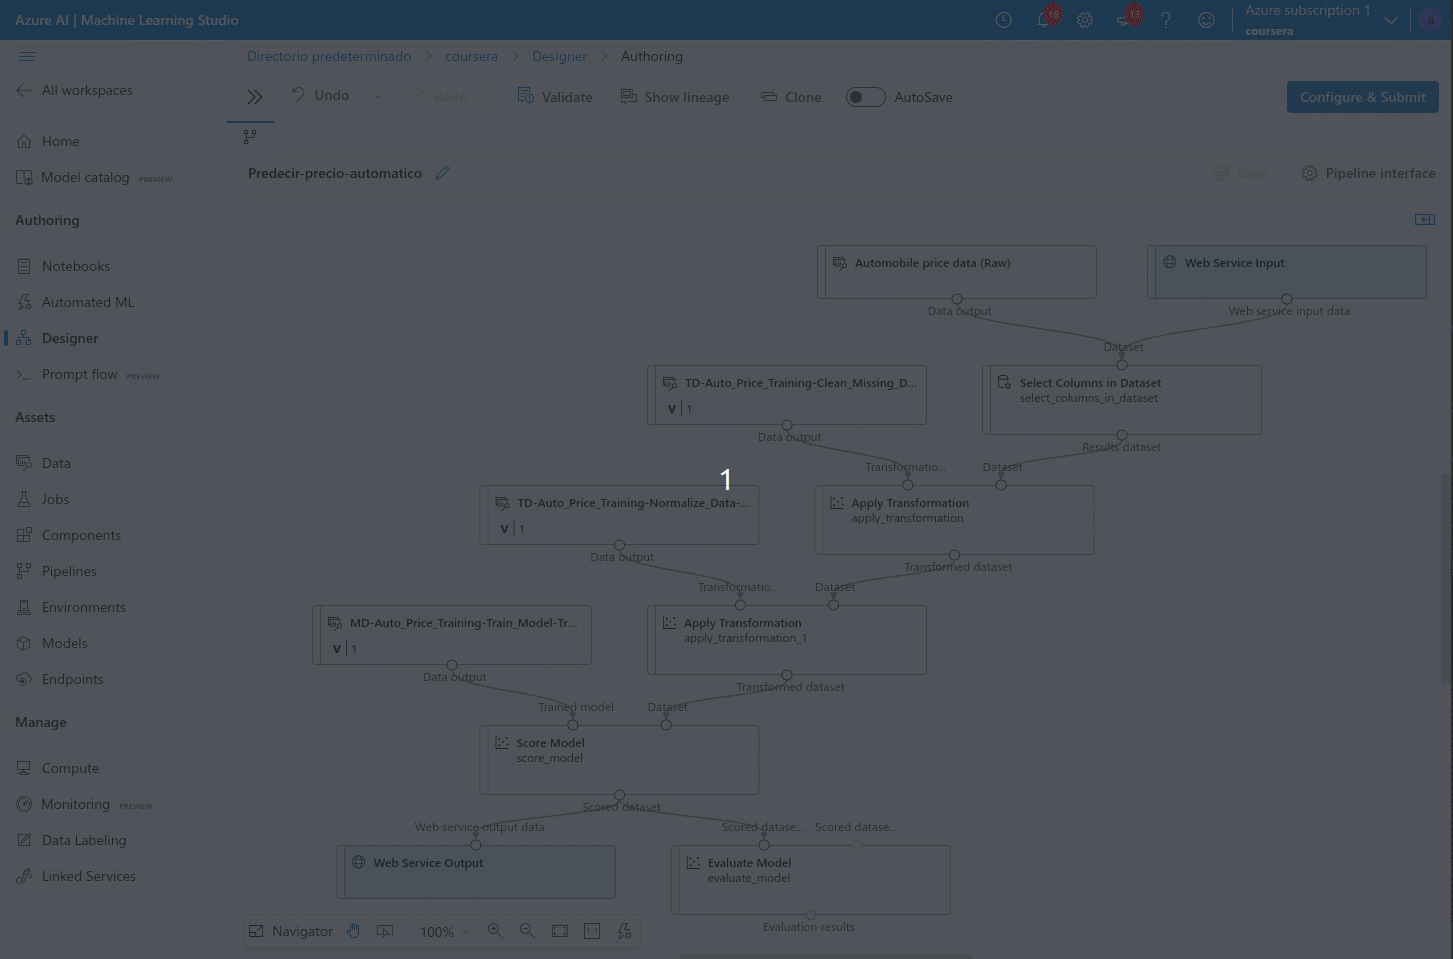 Azure AI | Machine Learning Studio
18
13
Azure subscription 1
coursera
G
All workspaces
Home
Model catalog PREVIEW
Authoring
Notebooks
Automated ML
Designer
Prompt flow PREVIEW
Assets
Data
Jobs
Components
Pipelines
Environments
Models
Endpoints
Manage
Compute
Monitoring PREVIEW
Data Labeling
Linked Services
Directorio predeterminado > coursera > Designer > Authoring
Undo
Redo
Validate
Show lineage
Clone
AutoSave
Configure & Submit
Predecir-precio-automatico
Save
Pipeline interface
Automobile price data (Raw)
Data output
Web Service Input
Web service input data
Dataset
TD-Auto_Price_Training-Clean_Missing_D...
V | 1
Data output
Select Columns in Dataset
select_columns_in_dataset
Results dataset
Transformatio...
Dataset
1
TD-Auto_Price_Training-Normalize_Data-...
V | 1
Data output
Apply Transformation
apply_transformation
Transformed dataset
Transformatio...
Dataset
MD-Auto_Price_Training-Train_Model-Tr...
V | 1
Data output
Apply Transformation
apply_transformation_1
Transformed dataset
Trained model
Dataset
Score Model
score_model
Scored dataset
Web service output data
Scored datase...
Scored datase...
Web Service Output
Evaluate Model
evaluate_model
Evaluation results
Navigator
100%
1:1